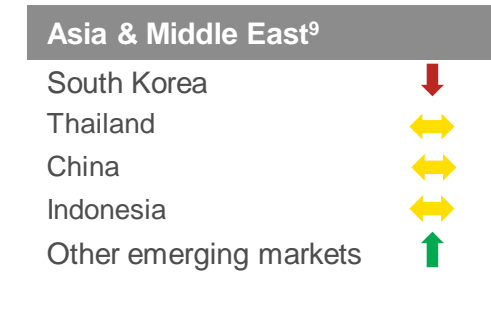 Asia & Middle East⁹
South Korea
Thailand
China
Indonesia
Other emerging markets